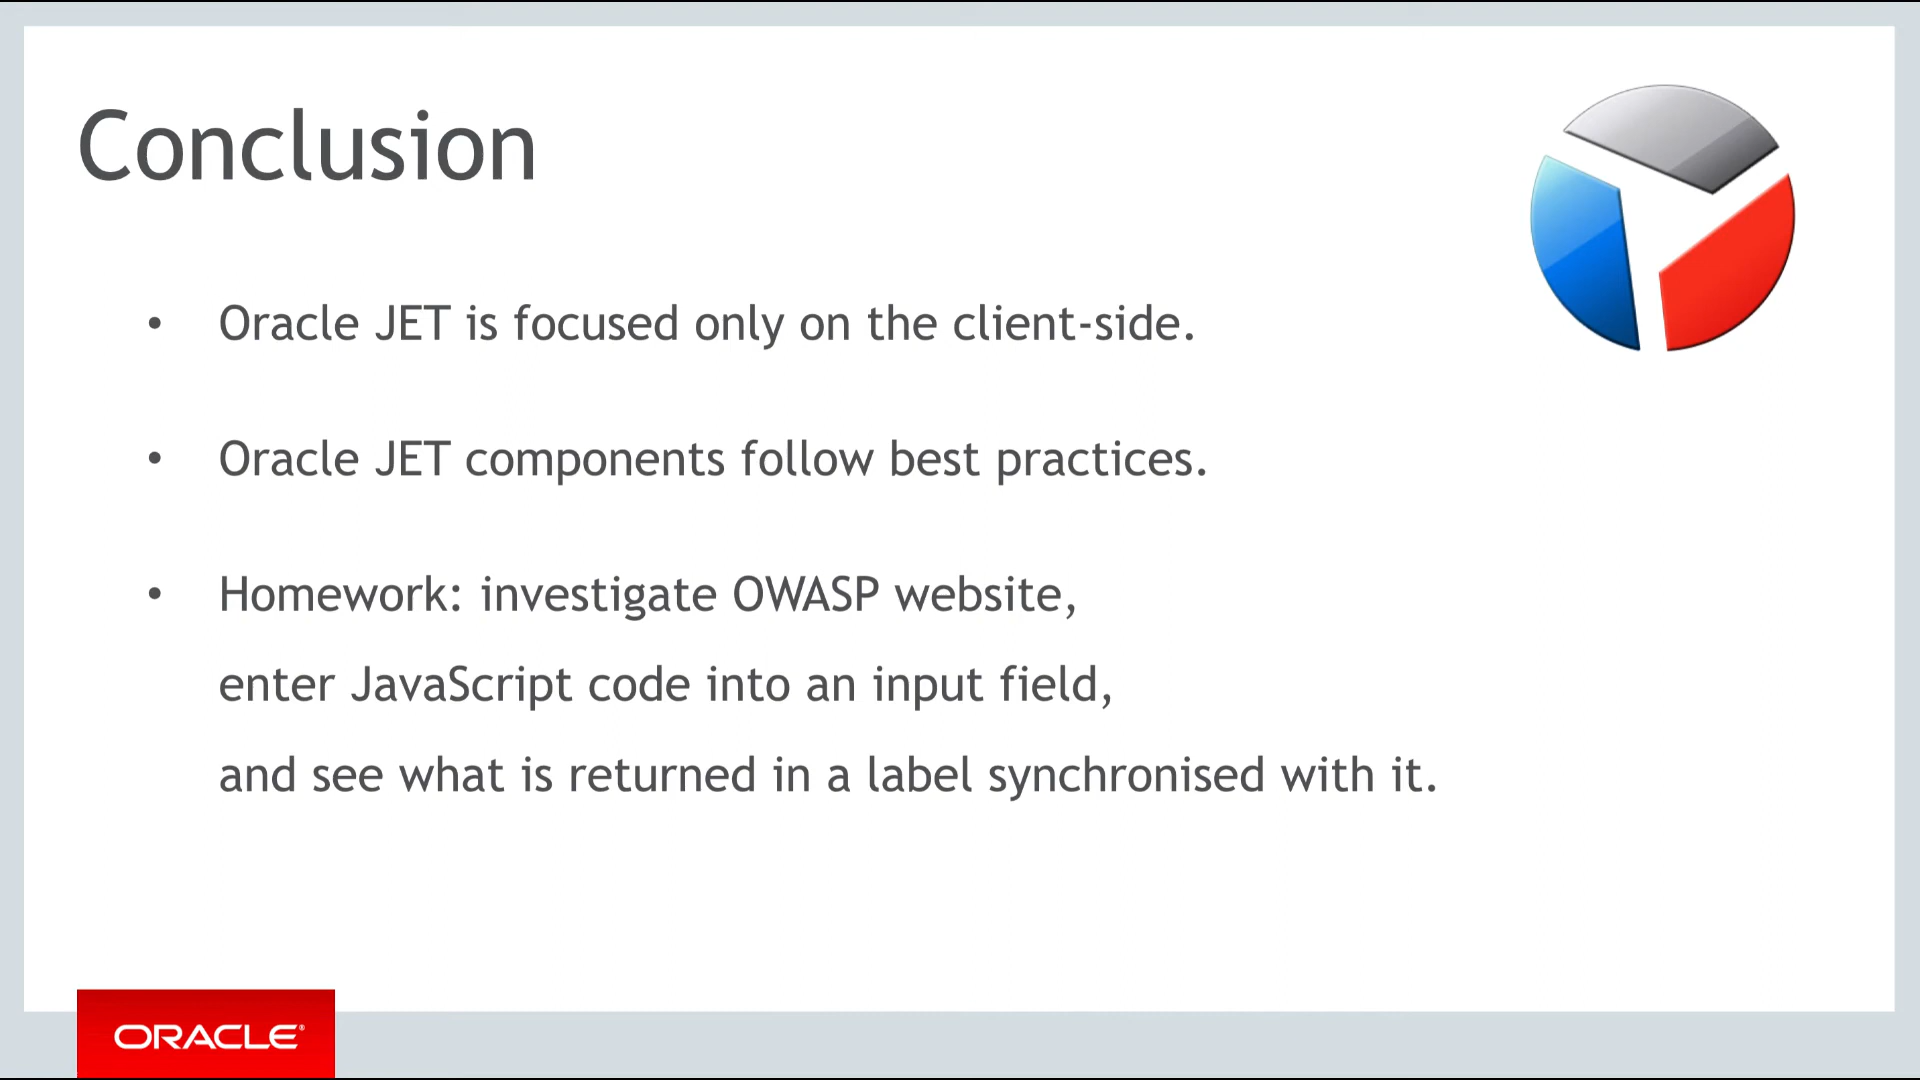 Conclusion
• Oracle JET is focused only on the client-side.
• Oracle JET components follow best practices.
• Homework: investigate OWASP website,
enter JavaScript code into an input field,
and see what is returned in a label synchronised with it.
ORACLE®